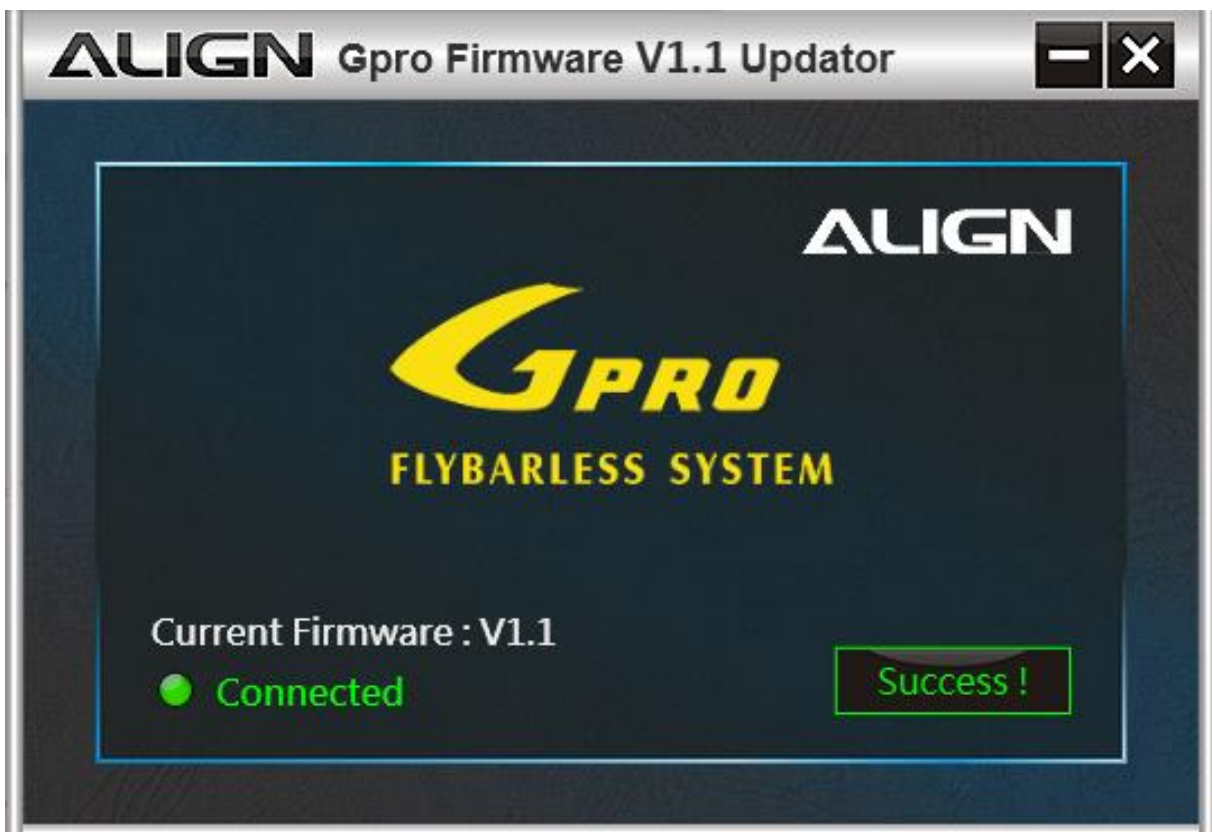 ALIGN Gpro Firmware V1.1 Updator
ALIGN
GPRO
FLYBARLESS SYSTEM
Current Firmware : V1.1
Connected
Success !